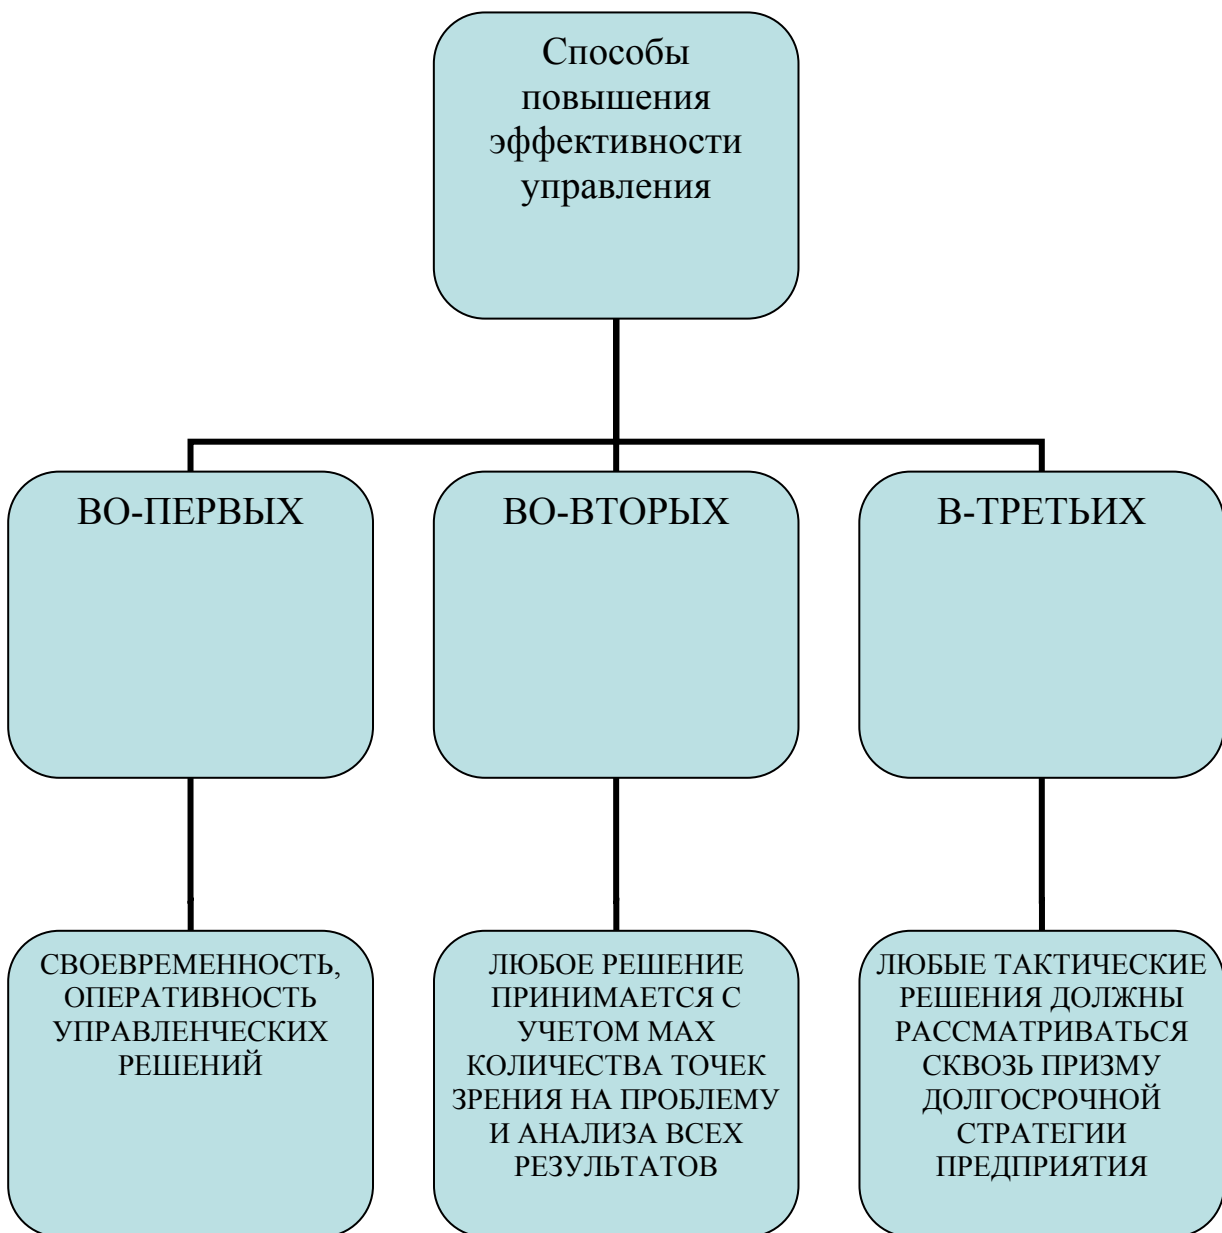 Способы
повышения
эффективности
управления
ВО-ПЕРВЫХ
ВО-ВТОРЫХ
В-ТРЕТЬИХ
СВОЕВРЕМЕННОСТЬ,
ОПЕРАТИВНОСТЬ
УПРАВЛЕНЧЕСКИХ
РЕШЕНИЙ
ЛЮБОЕ РЕШЕНИЕ
ПРИНИМАЕТСЯ С
УЧЕТОМ МАХ
КОЛИЧЕСТВА ТОЧЕК
ЗРЕНИЯ НА ПРОБЛЕМУ
И АНАЛИЗА ВСЕХ
РЕЗУЛЬТАТОВ
ЛЮБЫЕ ТАКТИЧЕСКИЕ
РЕШЕНИЯ ДОЛЖНЫ
РАССМАТРИВАТЬСЯ
СКВОЗЬ ПРИЗМУ
ДОЛГОСРОЧНОЙ
СТРАТЕГИИ
ПРЕДПРИЯТИЯ